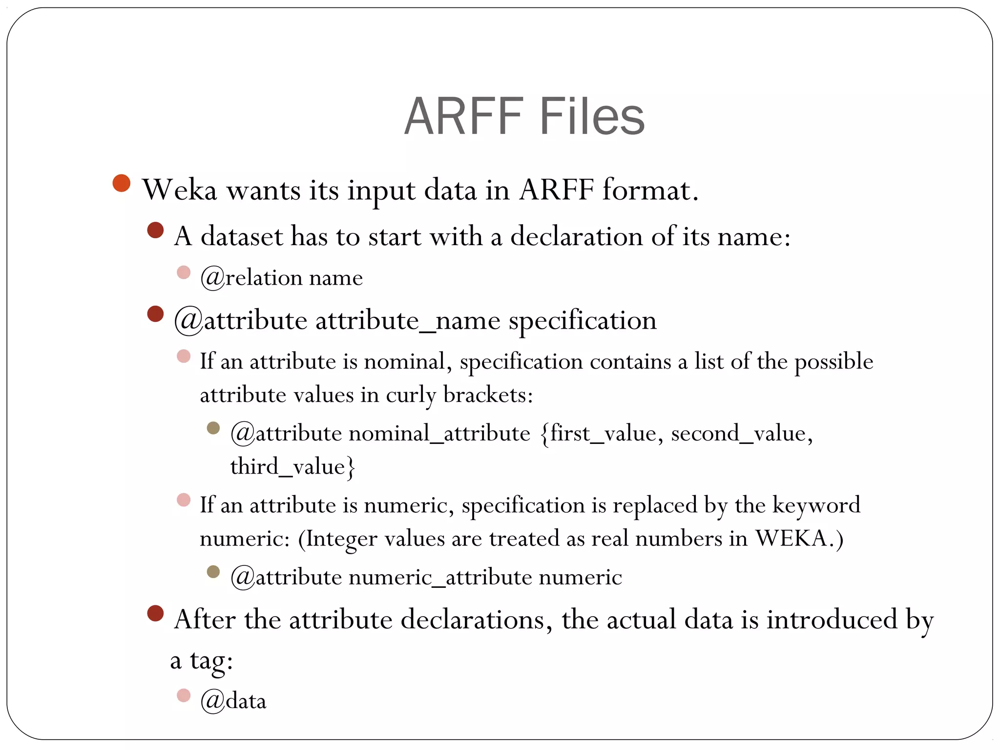 ARFF Files
Weka wants its input data in ARFF format.
A dataset has to start with a declaration of its name:
@relation name
@attribute attribute_name specification
If an attribute is nominal, specification contains a list of the possible
attribute values in curly brackets:
@attribute nominal_attribute {first_value, second_value,
third_value}
If an attribute is numeric, specification is replaced by the keyword
numeric: (Integer values are treated as real numbers in WEKA.)
@attribute numeric_attribute numeric
After the attribute declarations, the actual data is introduced by
a tag:
@data